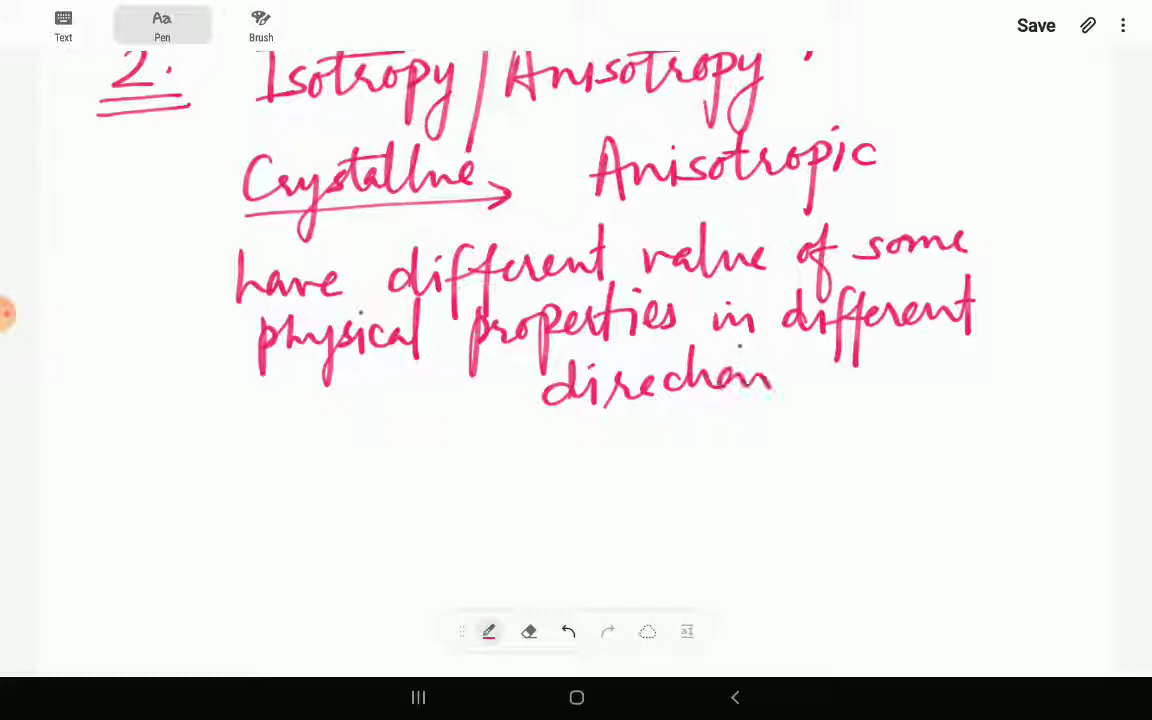 Text
Aa
Pen
Brush
Save
2. Isotropy/Anisotropy
Crystalline → Anisotropic
have different value of some
physical properties in different
direction